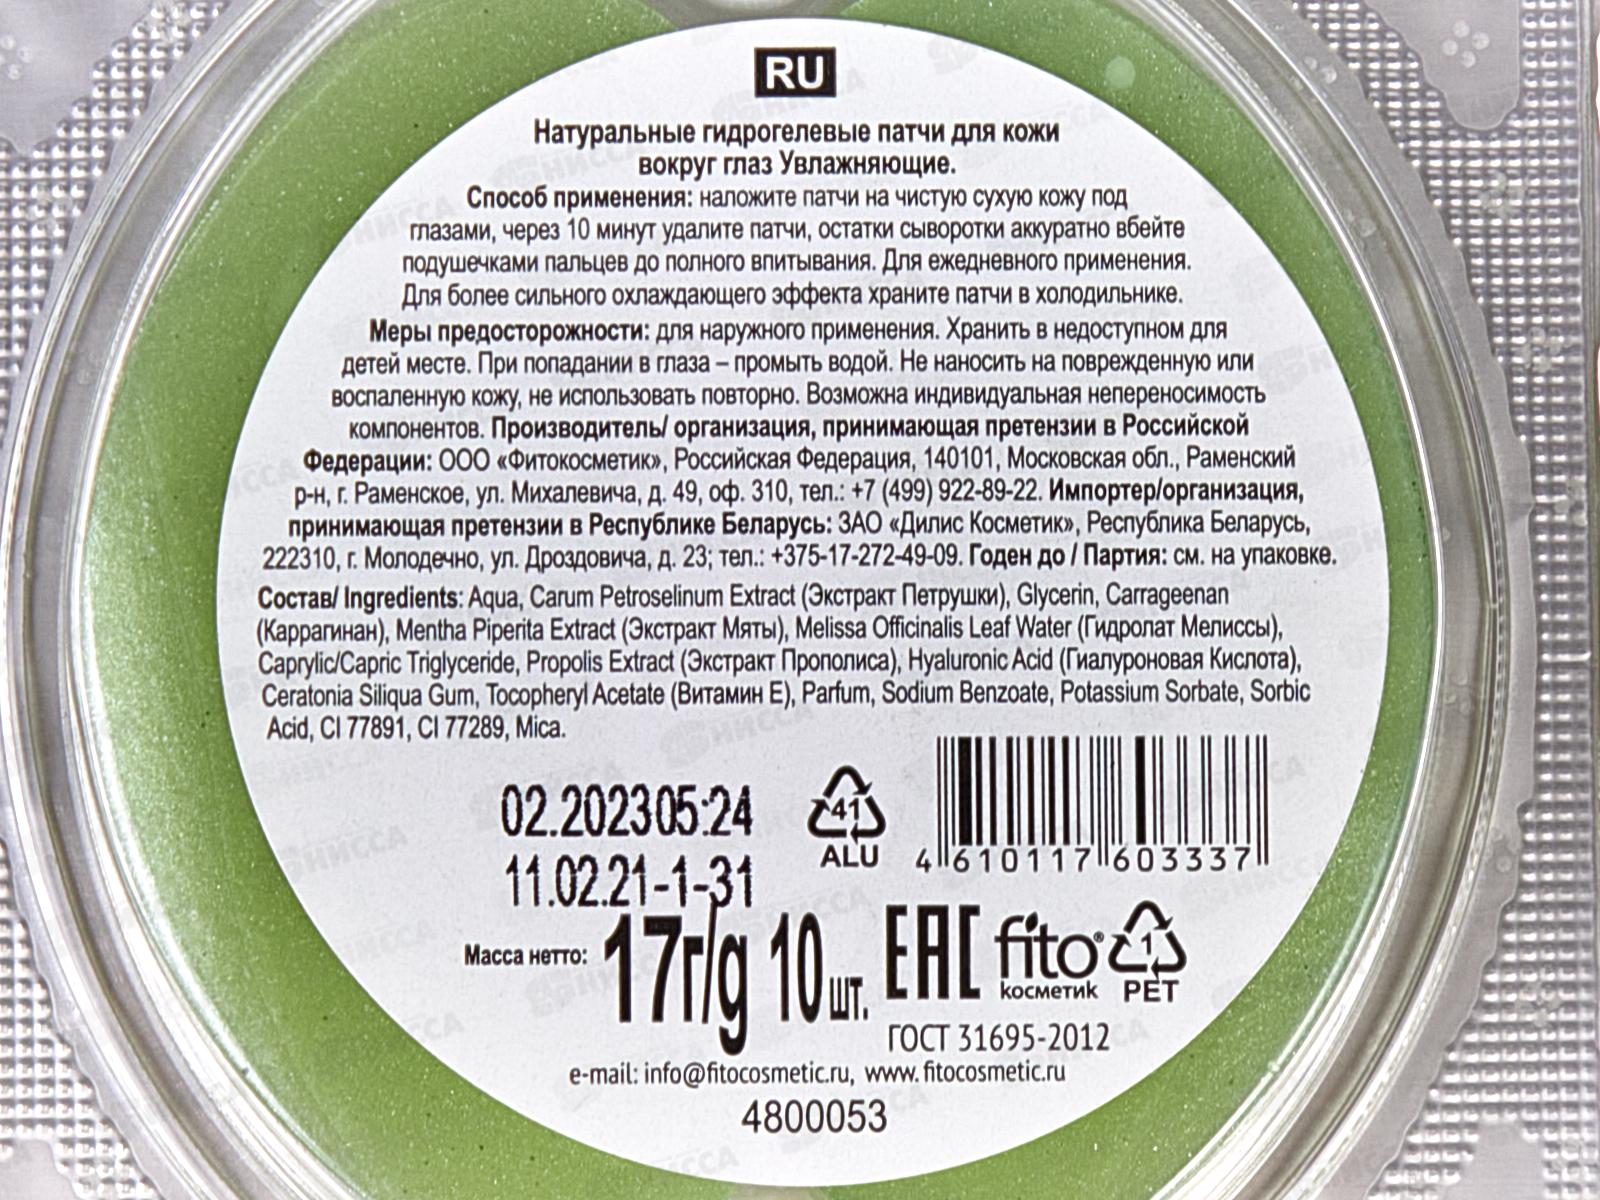 RU
Натуральные гидрогелевые патчи для кожи
вокруг глаз Увлажняющие.
Способ применения: наложите патчи на чистую сухую кожу под
глазами, через 10 минут удалите патчи, остатки сыворотки аккуратно вбейте
подушечками пальцев до полного впитывания. Для ежедневного применения.
Для более сильного охлаждающего эффекта храните патчи в холодильнике.
Меры предосторожности: для наружного применения. Хранить в недоступном для
детей месте. При попадании в глаза – промыть водой. Не наносить на поврежденную или
воспаленную кожу, не использовать повторно. Возможна индивидуальная непереносимость
компонентов. Производитель/ организация, принимающая претензии в Российской
Федерации: ООО «Фитокосметик», Российская Федерация, 140101, Московская обл., Раменский
р-н, г. Раменское, ул. Михалевича, д. 49, оф. 310, тел.: +7 (499) 922-89-22. Импортер/организация,
принимающая претензии в Республике Беларусь: ЗАО «Дилис Косметик», Республика Беларусь,
222310, г. Молодечно, ул. Дроздовича, д. 23; тел.: +375-17-272-49-09. Годен до / Партия: см. на упаковке.
Состав/ Ingredients: Aqua, Carum Petroselinum Extract (Экстракт Петрушки), Glycerin, Carrageenan
(Каррагинан), Mentha Piperita Extract (Экстракт Мяты), Melissa Officinalis Leaf Water (Гидролат Мелиссы),
Caprylic/Capric Triglyceride, Propolis Extract (Экстракт Прополиса), Hyaluronic Acid (Гиалуроновая Кислота),
Ceratonia Siliqua Gum, Tocopheryl Acetate (Витамин Е), Parfum, Sodium Benzoate, Potassium Sorbate, Sorbic
Acid, CI 77891, CI 77289, Mica.
02.2023 05:24
11.02.21-1-31
41
ALU
4 610117 603337
Масса нетто: 17г/g 10 шт.
EAC
fito®
косметик
1
PET
ГОСТ 31695-2012
e-mail: info@fitocosmetic.ru, www.fitocosmetic.ru
4800053